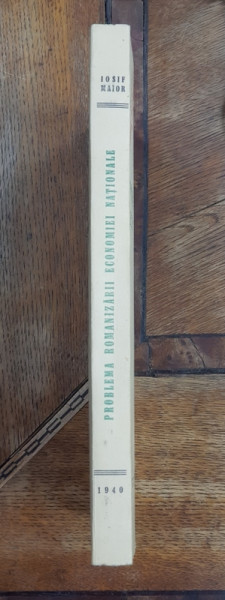 IOSIF
MAIOR
PROBLEMA ROMANIZĂRII ECONOMIEI NAȚIONALE
1940